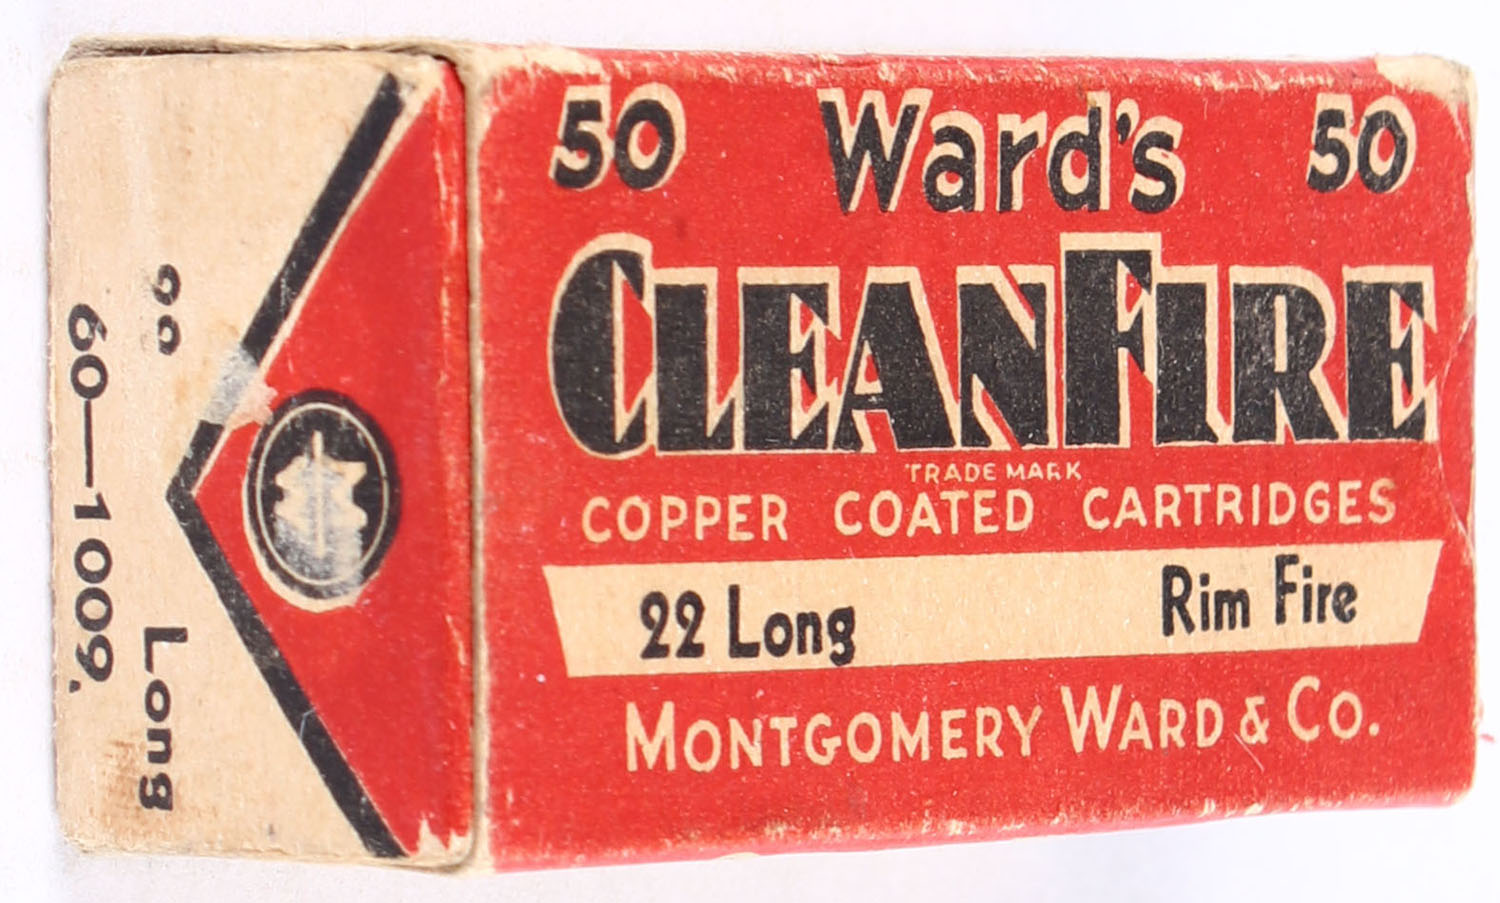 50 Ward's 50
CLEANFIRE
TRADE MARK
COPPER COATED CARTRIDGES
22 Long Rim Fire
MONTGOMERY WARD & Co.
Long
60—1009.